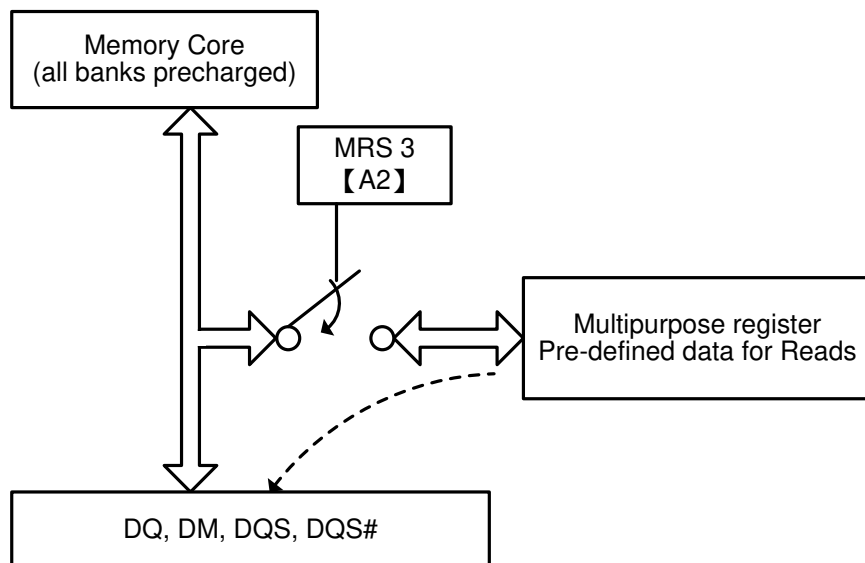 Memory Core
(all banks precharged)
MRS 3
【A2】
Multipurpose register
Pre-defined data for Reads
DQ, DM, DQS, DQS#